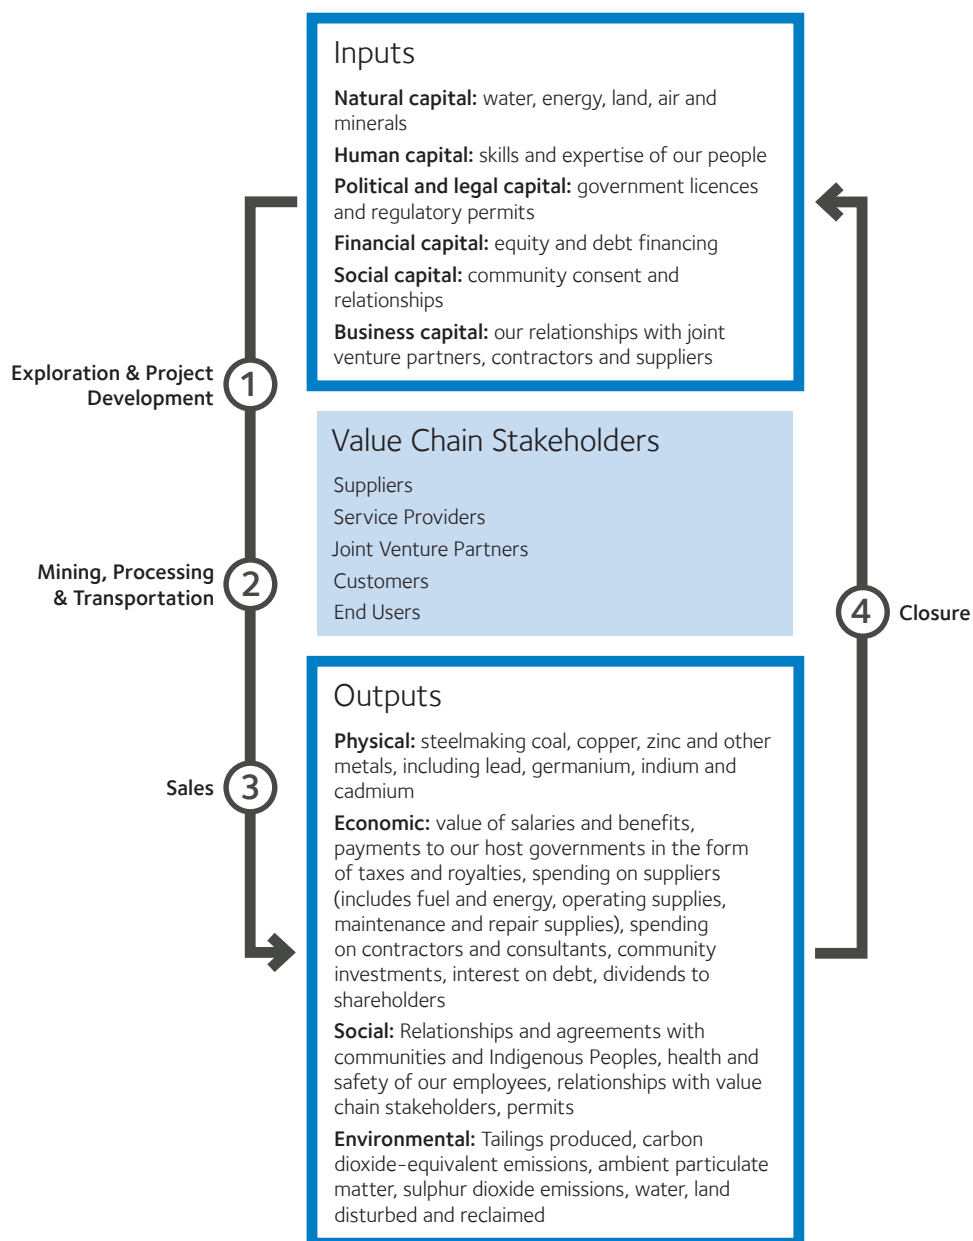 Inputs
Natural capital: water, energy, land, air and
minerals
Human capital: skills and expertise of our people
Political and legal capital: government licences
and regulatory permits
Financial capital: equity and debt financing
Social capital: community consent and
relationships
Business capital: our relationships with joint
venture partners, contractors and suppliers
Exploration & Project
Development
1
Value Chain Stakeholders
Suppliers
Service Providers
Joint Venture Partners
Customers
End Users
Mining, Processing
& Transportation
2
4
Closure
Sales
3
Outputs
Physical: steelmaking coal, copper, zinc and other
metals, including lead, germanium, indium and
cadmium
Economic: value of salaries and benefits,
payments to our host governments in the form
of taxes and royalties, spending on suppliers
(includes fuel and energy, operating supplies,
maintenance and repair supplies), spending
on contractors and consultants, community
investments, interest on debt, dividends to
shareholders
Social: Relationships and agreements with
communities and Indigenous Peoples, health and
safety of our employees, relationships with value
chain stakeholders, permits
Environmental: Tailings produced, carbon
dioxide-equivalent emissions, ambient particulate
matter, sulphur dioxide emissions, water, land
disturbed and reclaimed